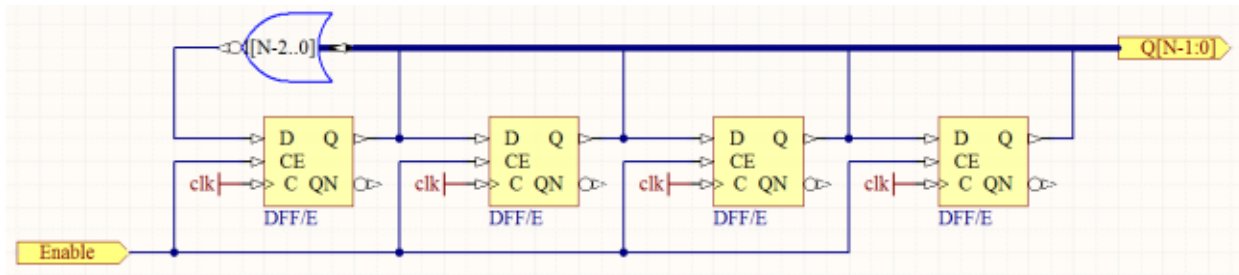 [N-2..0]
Q[N-1:0]
D Q D Q D Q D Q
CE CE CE CE
clk C QN clk C QN clk C QN clk C QN
DFF/E DFF/E DFF/E DFF/E
Enable